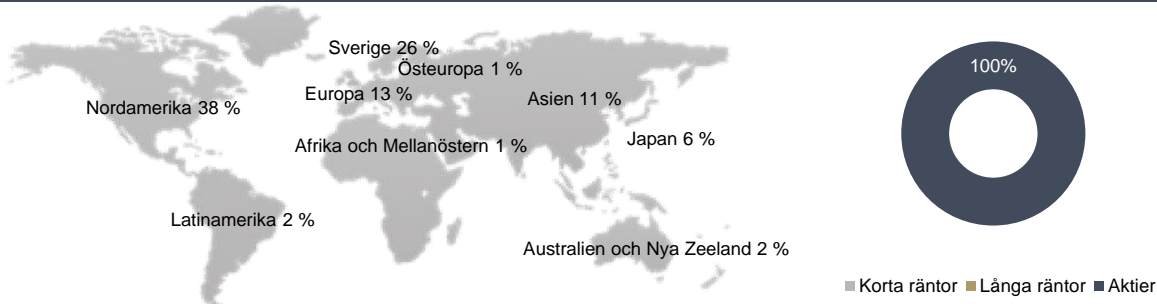 Sverige 26 %
Östeuropa 1 %
Europa 13 %
Asien 11 %
Nordamerika 38 %
Japan 6 %
Afrika och Mellanöstern 1 %
Latinamerika 2 %
Australien och Nya Zeeland 2 %
100%
Korta räntor Långa räntor Aktier